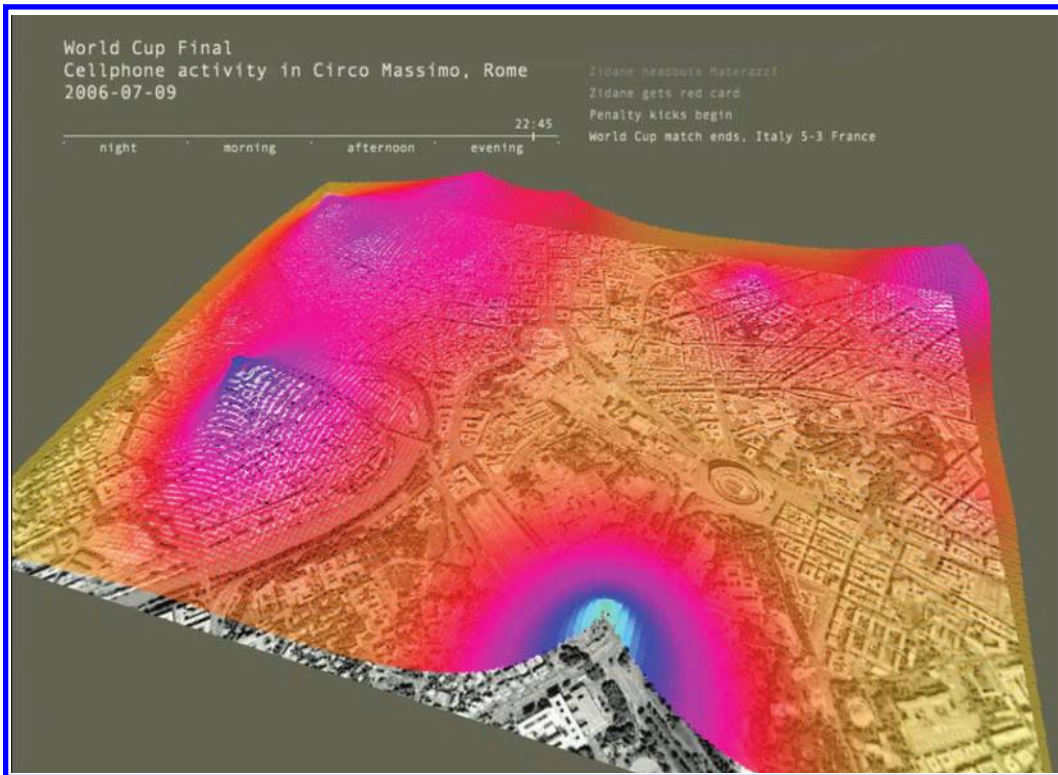 World Cup Final
Cellphone activity in Circo Massimo, Rome
2006-07-09
22:45
night morning afternoon evening
Zidane headbuts Materazzi
Zidane gets red card
Penalty kicks begin
World Cup match ends, Italy 5-3 France